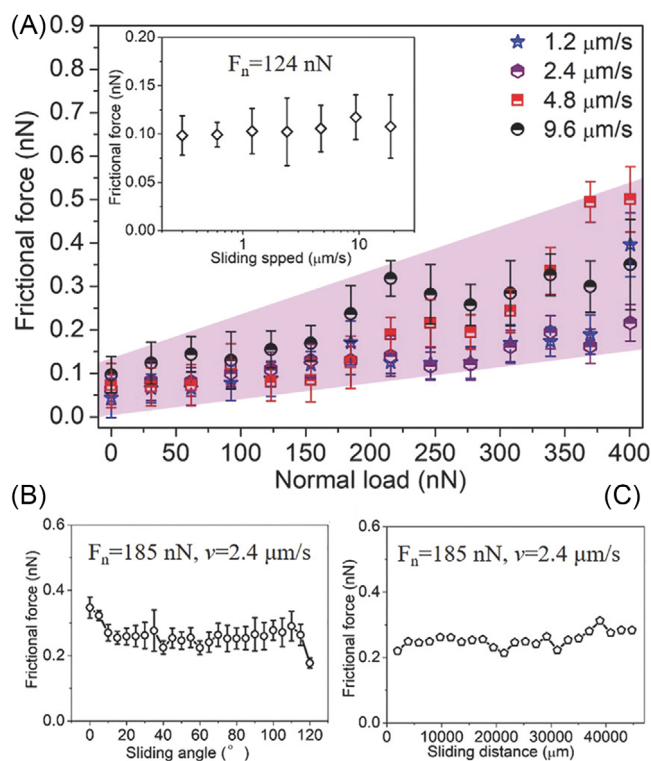 (A)
0.9
0.8
0.7
0.6
0.5
0.4
0.3
0.2
0.1
0.0
Frictional force (nN)
0 50 100 150 200 250 300 350 400
Normal load (nN)
1.2 μm/s
2.4 μm/s
4.8 μm/s
9.6 μm/s
Fn=124 nN
0.20
0.15
0.10
0.05
0.00
Frictional force (nN)
1 10
Sliding spped (μm/s)
(B)
Fn=185 nN, v=2.4 μm/s
0.6
0.4
0.2
0.0
Frictional force (nN)
0 20 40 60 80 100 120
Sliding angle (°)
(C)
Fn=185 nN, v=2.4 μm/s
0.6
0.4
0.2
0.0
Frictional force (nN)
0 10000 20000 30000 40000
Sliding distance (μm)